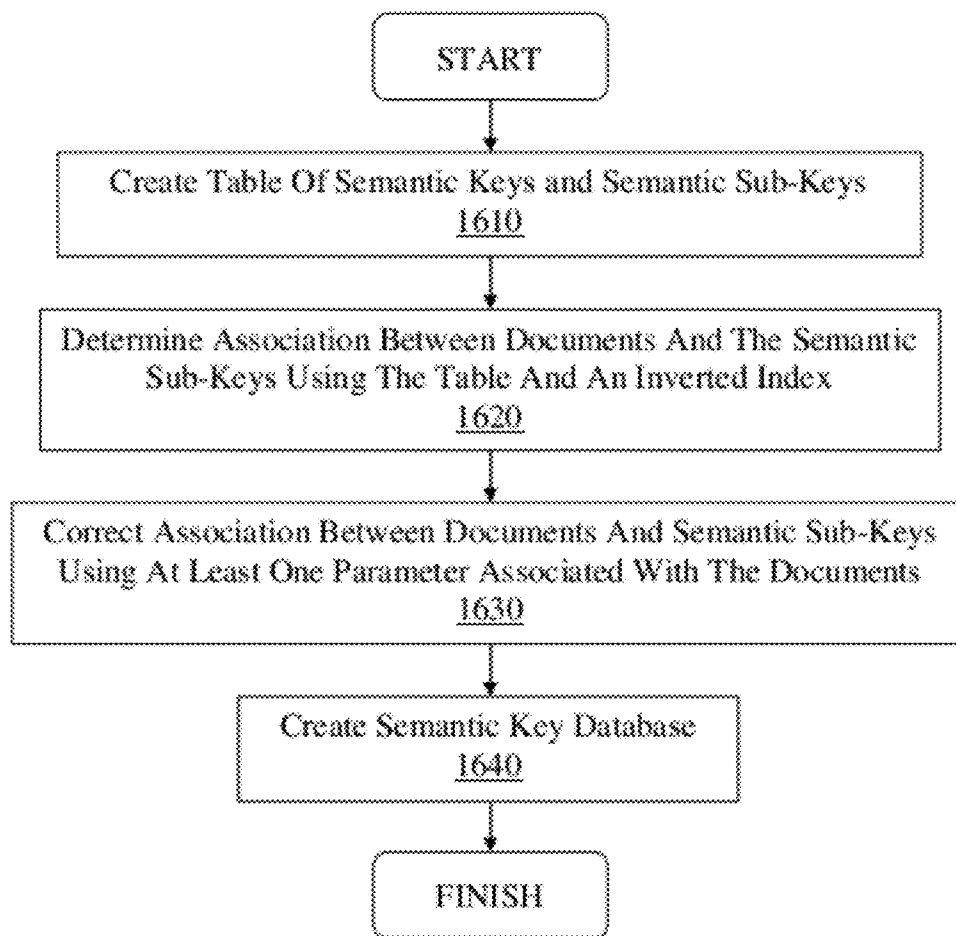 START
Create Table Of Semantic Keys and Semantic Sub-Keys
1610
Determine Association Between Documents And The Semantic
Sub-Keys Using The Table And An Inverted Index
1620
Correct Association Between Documents And Semantic Sub-Keys
Using At Least One Parameter Associated With The Documents
1630
Create Semantic Key Database
1640
FINISH